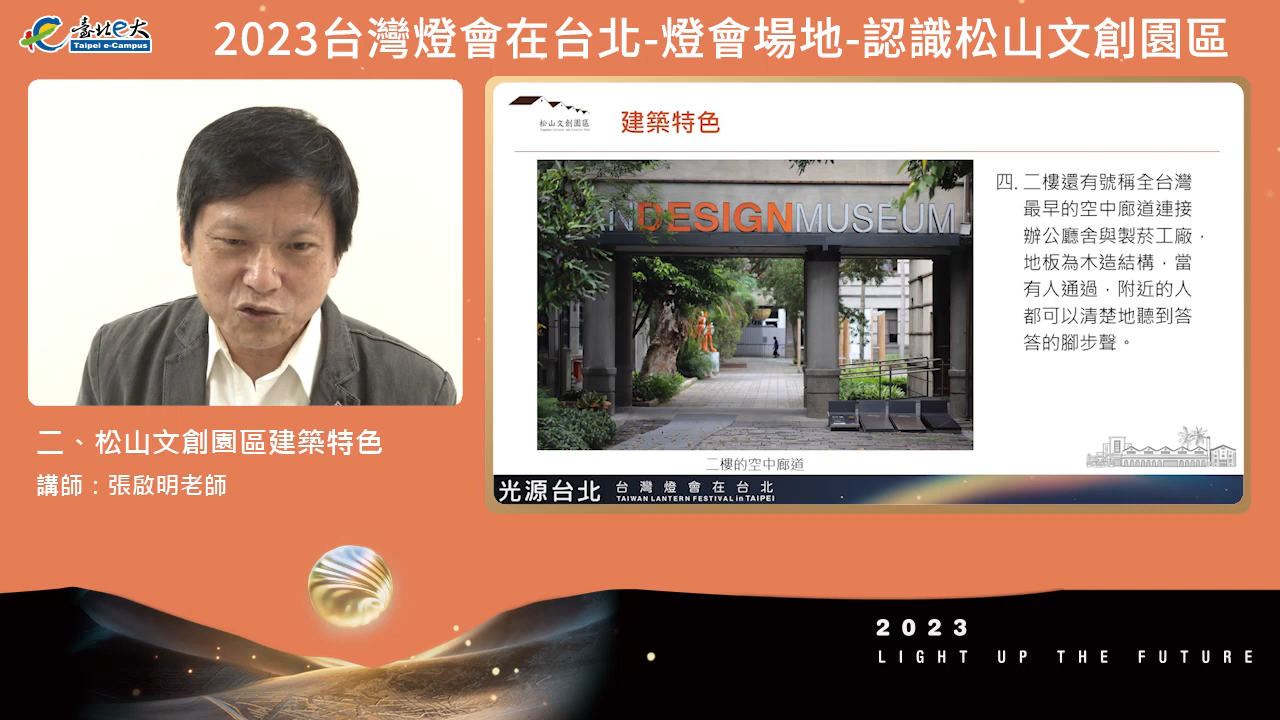 臺北e大
Taipei e-Campus
2023台灣燈會在台北-燈會場地-認識松山文創園區
松山文創園區
建築特色
NDESIGNMUSEUM
四. 二樓還有號稱全台灣
最早的空中廊道連接
辦公廳舍與製菸工廠，
地板為木造結構，當
有人通過，附近的人
都可以清楚地聽到答
答的腳步聲。
二樓的空中廊道
光源台北
台灣燈會在台北
TAIWAN LANTERN FESTIVAL in TAIPEI
二、松山文創園區建築特色
講師：張啟明老師
2023
LIGHT UP THE FUTURE